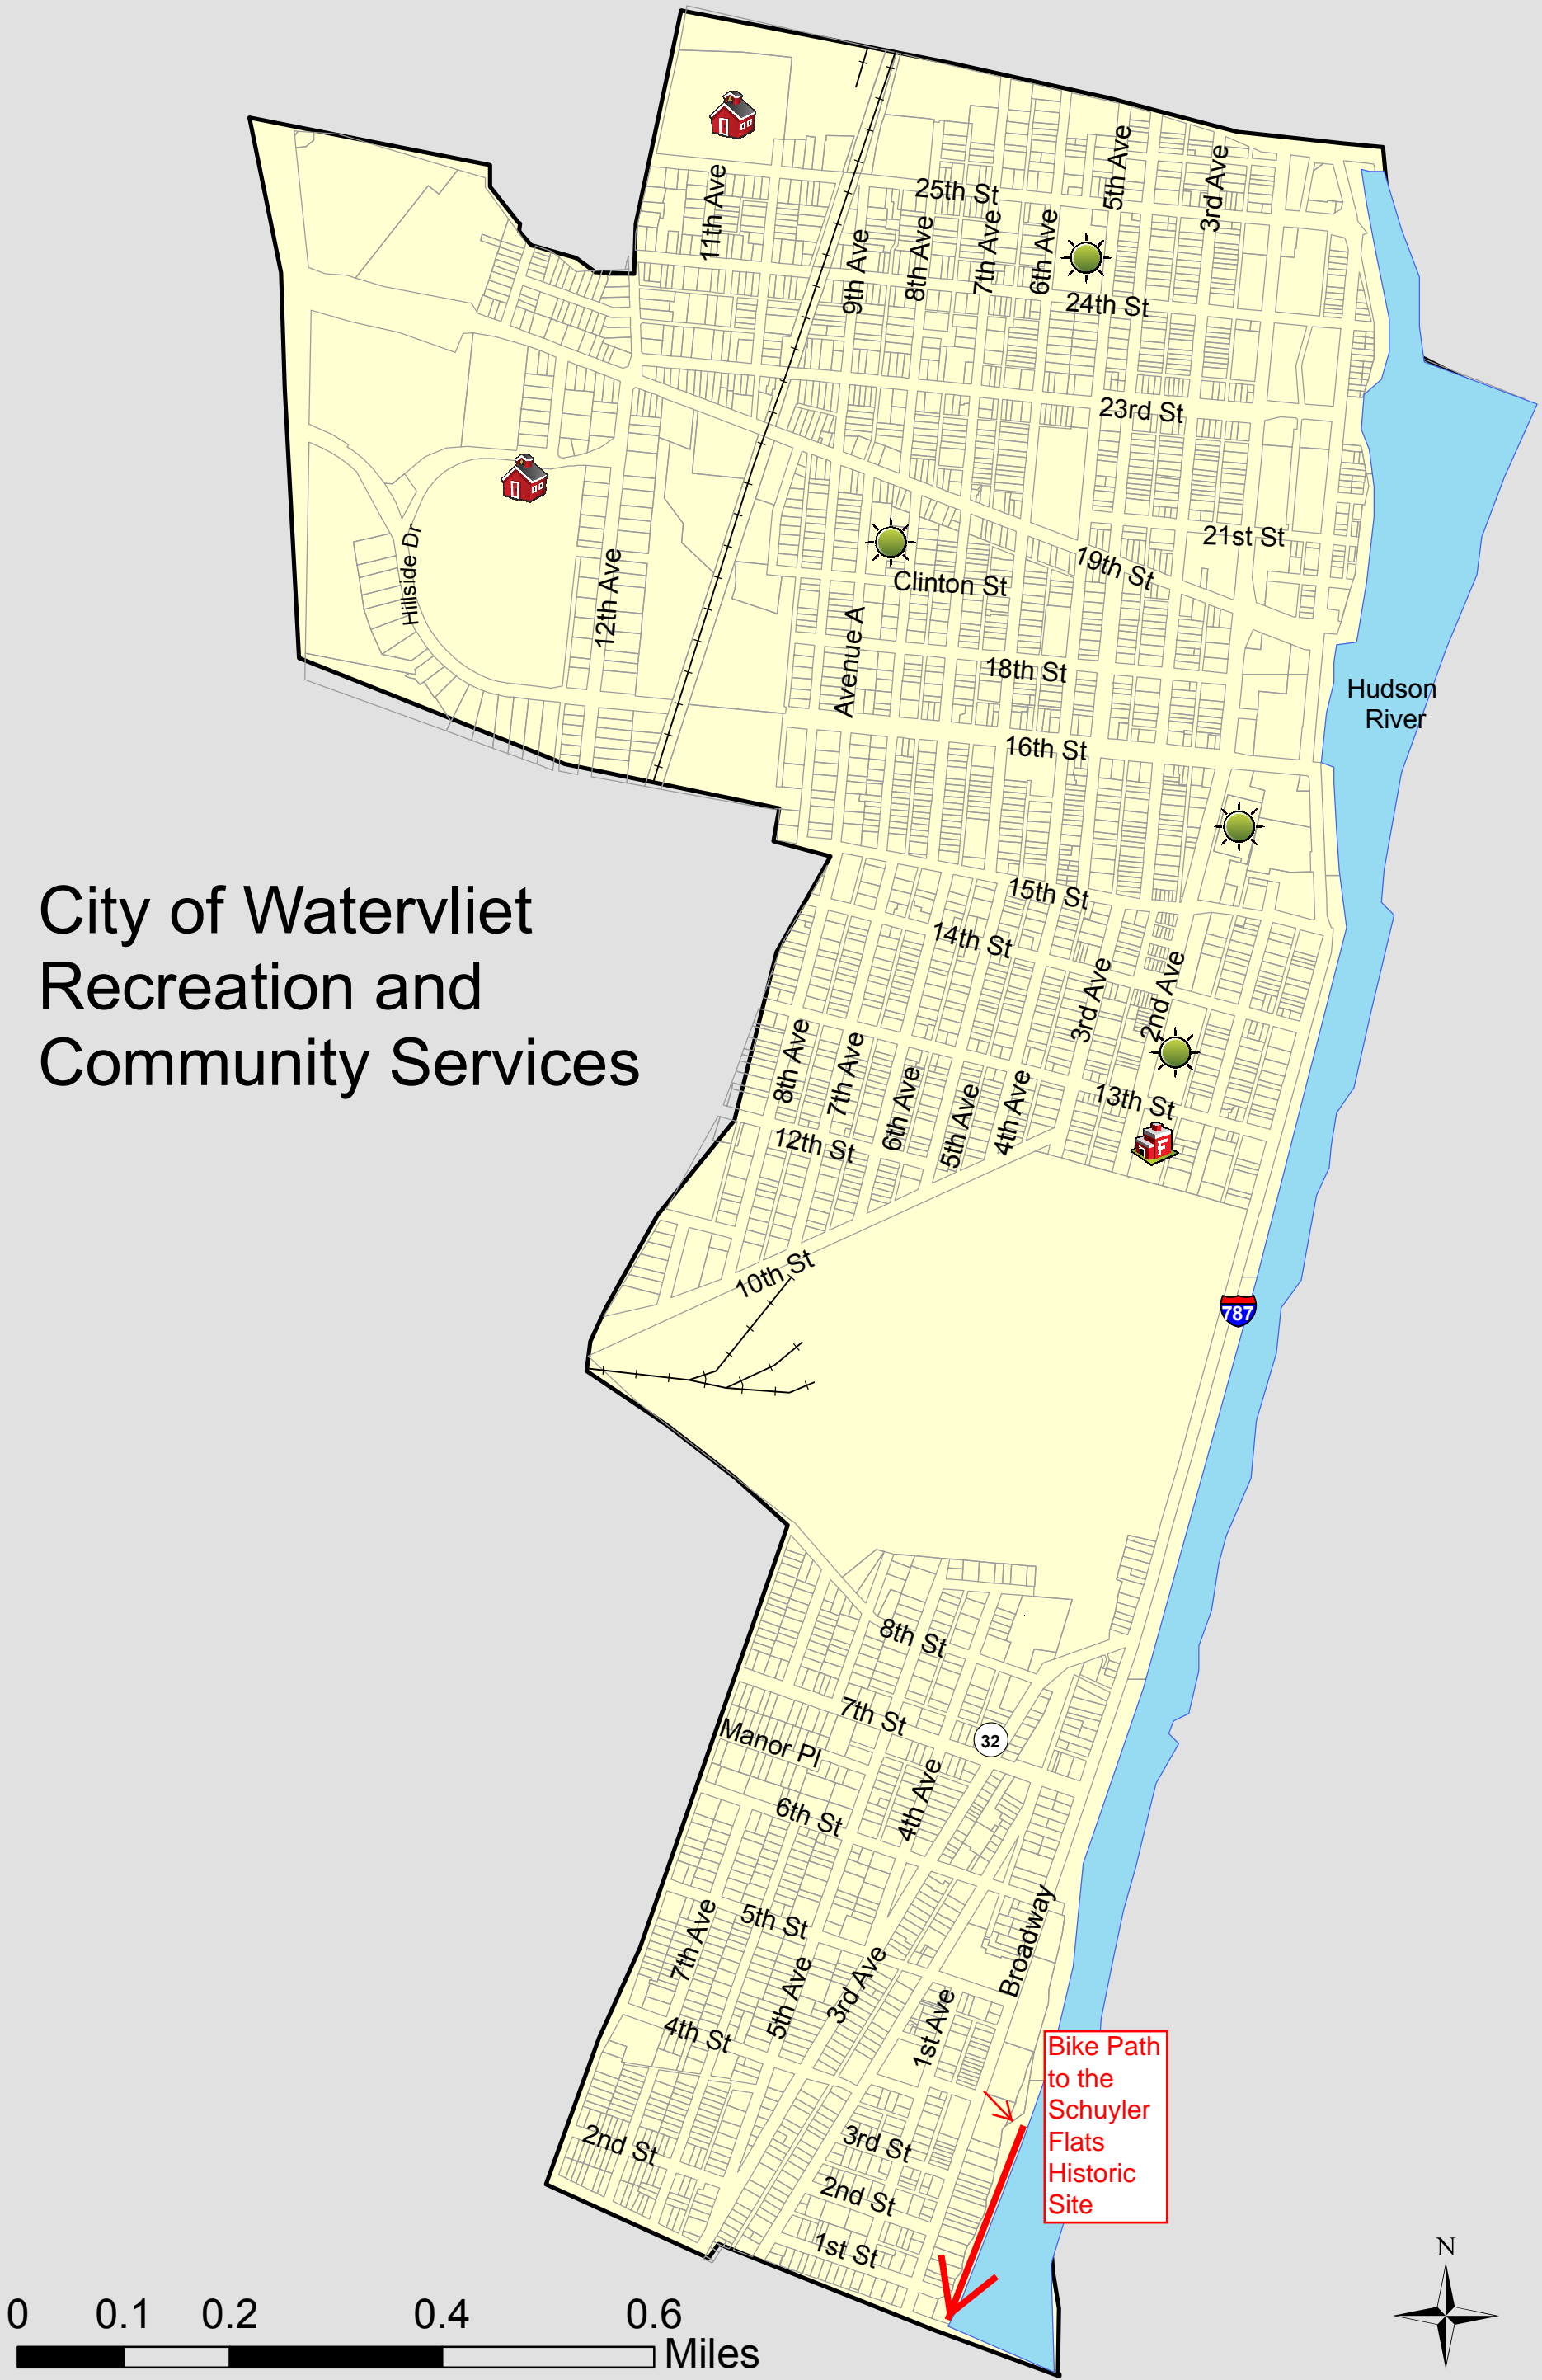 5th Ave
3rd Ave
25th St
11th Ave
9th Ave
8th Ave
7th Ave
6th Ave
24th St
23rd St
21st St
19th St
Clinton St
Hillside Dr
12th Ave
Avenue A
18th St
Hudson
River
16th St
City of Watervliet
Recreation and
Community Services
15th St
14th St
3rd Ave
2nd Ave
8th Ave
7th Ave
6th Ave
5th Ave
4th Ave
13th St
12th St
F
10th St
787
8th St
7th St
32
Manor Pl
4th Ave
6th St
Broadway
7th Ave
5th St
5th Ave
3rd Ave
1st Ave
4th St
Bike Path
to the
Schuyler
Flats
Historic
Site
2nd St
3rd St
2nd St
1st St
N
0 0.1 0.2 0.4 0.6
Miles